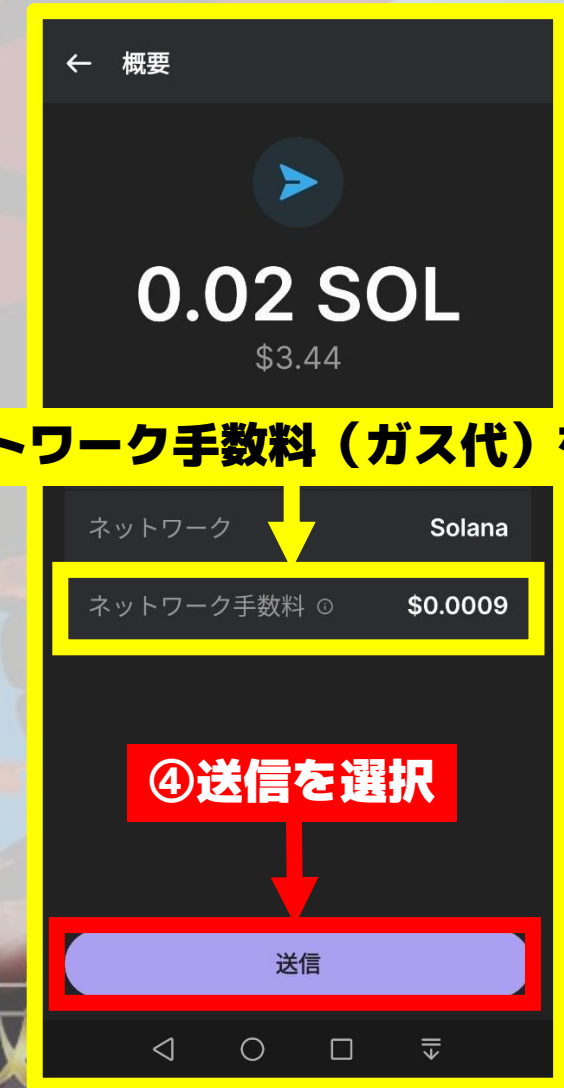 ← 概要
0.02 SOL
$3.44
トワーク手数料（ガス代）
ネットワーク Solana
ネットワーク手数料 $0.0009
④送信を選択
送信